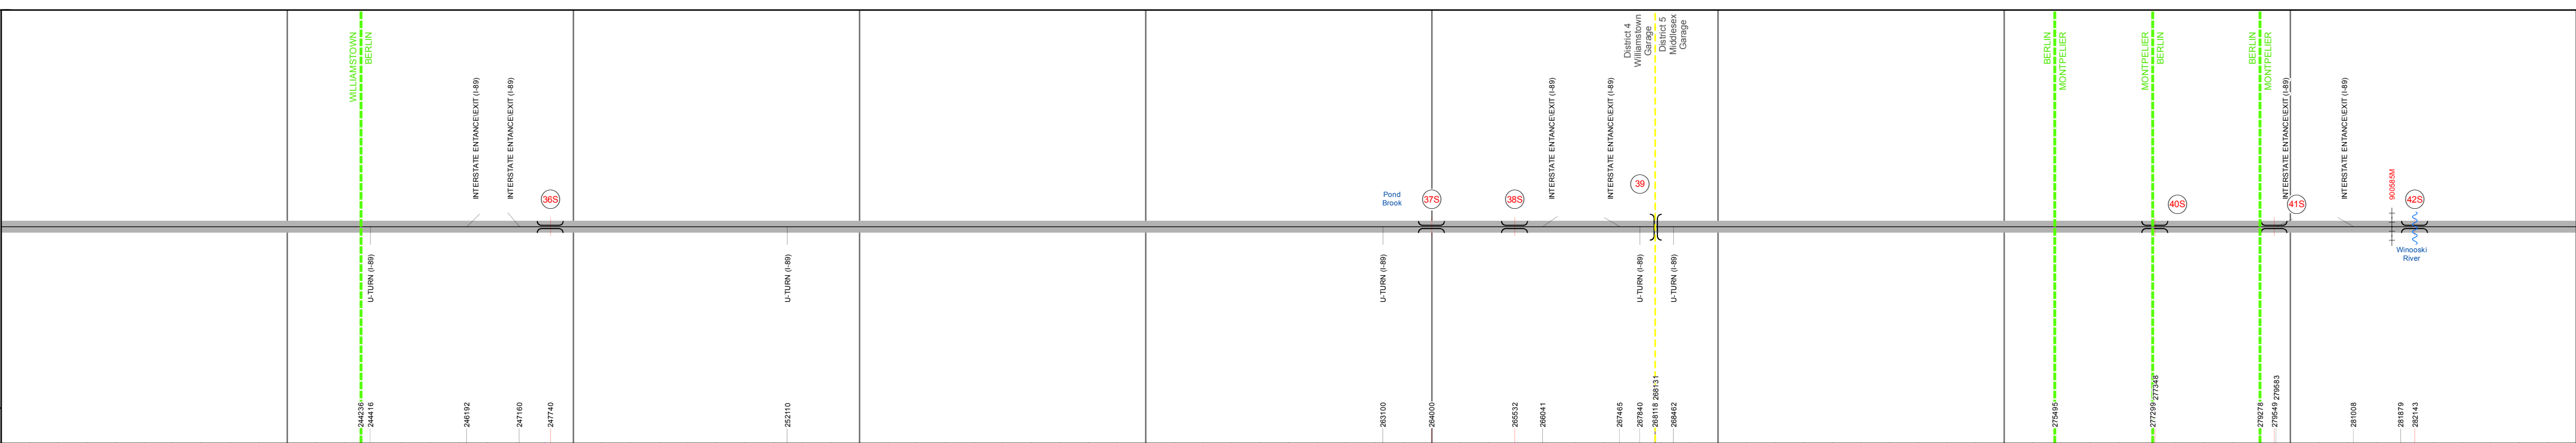 WILLIAMSTOWN
BERLIN
District 4
Williamstown
Garage
District 5
Middlesex
Garage
BERLIN
MONTPELIER
MONTPELIER
BERLIN
BERLIN
MONTPELIER
INTERSTATE ENTANCE\EXIT (I-89)
INTERSTATE ENTANCE\EXIT (I-89)
INTERSTATE ENTANCE\EXIT (I-89)
INTERSTATE ENTANCE\EXIT (I-89)
INTERSTATE ENTANCE\EXIT (I-89)
INTERSTATE ENTANCE\EXIT (I-89)
36S
Pond
Brook
37S
38S
39
40S
41S
900585M
42S
Winooski
River
U-TURN (I-89)
U-TURN (I-89)
U-TURN (I-89)
U-TURN (I-89)
U-TURN (I-89)
244236
244416
246192
247160
247740
252110
263100
264000
265532
266041
267465
267840
268118
268131
268462
275495
277299
277348
279278
279549
279583
281008
281879
282143